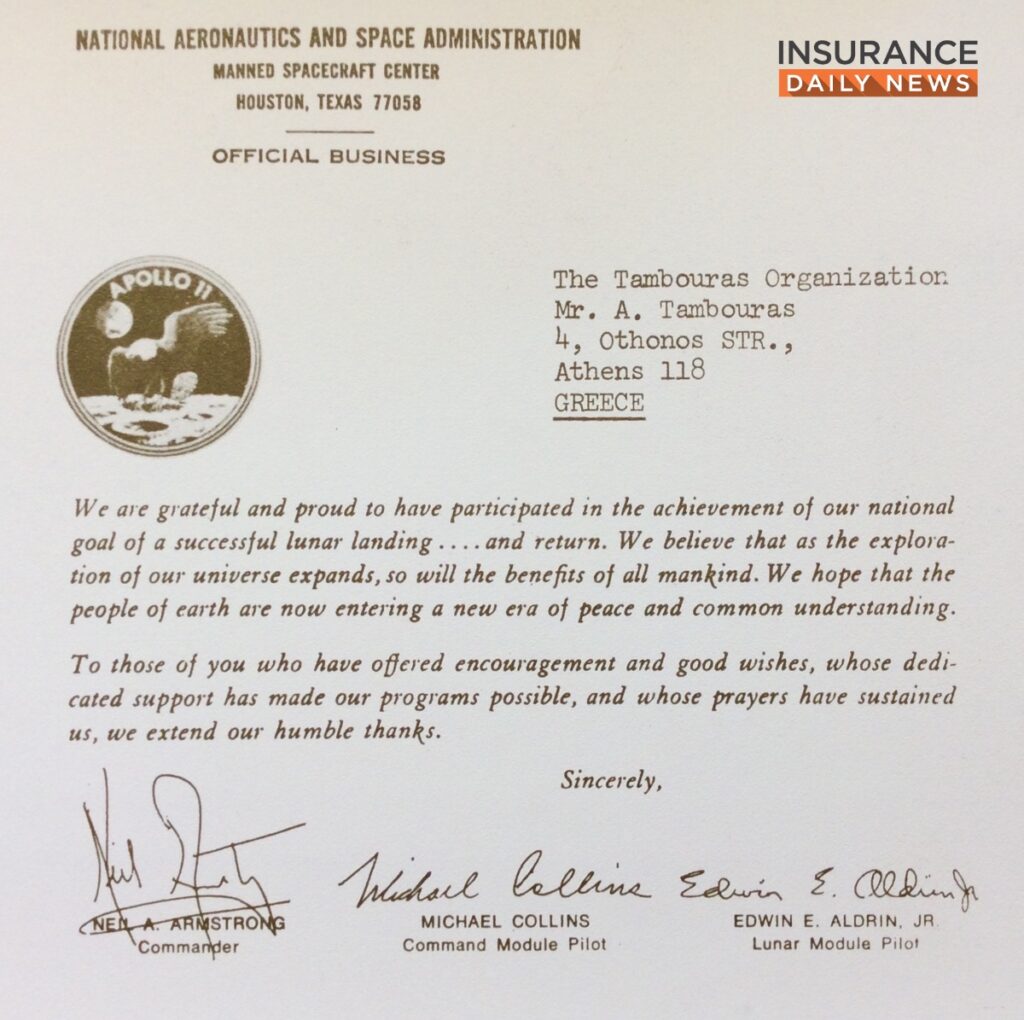 NATIONAL AERONAUTICS AND SPACE ADMINISTRATION
MANNED SPACECRAFT CENTER
HOUSTON, TEXAS 77058
OFFICIAL BUSINESS
INSURANCE
DAILY NEWS
APOLLO 11
The Tambouras Organization
Mr. A. Tambouras
4, Othonos STR.,
Athens 118
GREECE
We are grateful and proud to have participated in the achievement of our national
goal of a successful lunar landing .... and return. We believe that as the explora-
tion of our universe expands, so will the benefits of all mankind. We hope that the
people of earth are now entering a new era of peace and common understanding.
To those of you who have offered encouragement and good wishes, whose dedi-
cated support has made our programs possible, and whose prayers have sustained
us, we extend our humble thanks.
Sincerely,
Neil Armstrong
Michael Collins
Edwin E. Aldrin Jr
NEIL A. ARMSTRONG
Commander
MICHAEL COLLINS
Command Module Pilot
EDWIN E. ALDRIN, JR.
Lunar Module Pilot